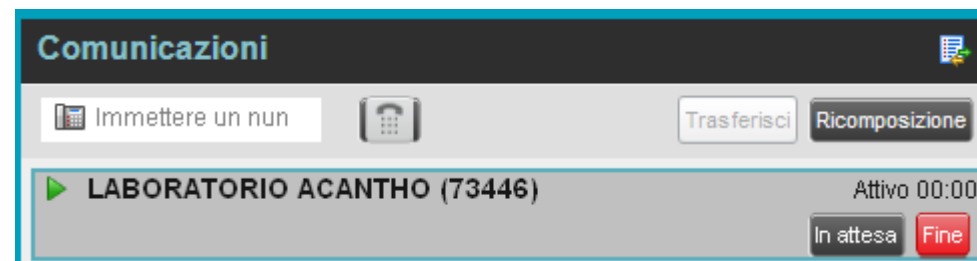 Comunicazioni
Immettere un nun
Trasferisci Ricomposizione
LABORATORIO ACANTHO (73446) Attivo 00:00
In attesa Fine